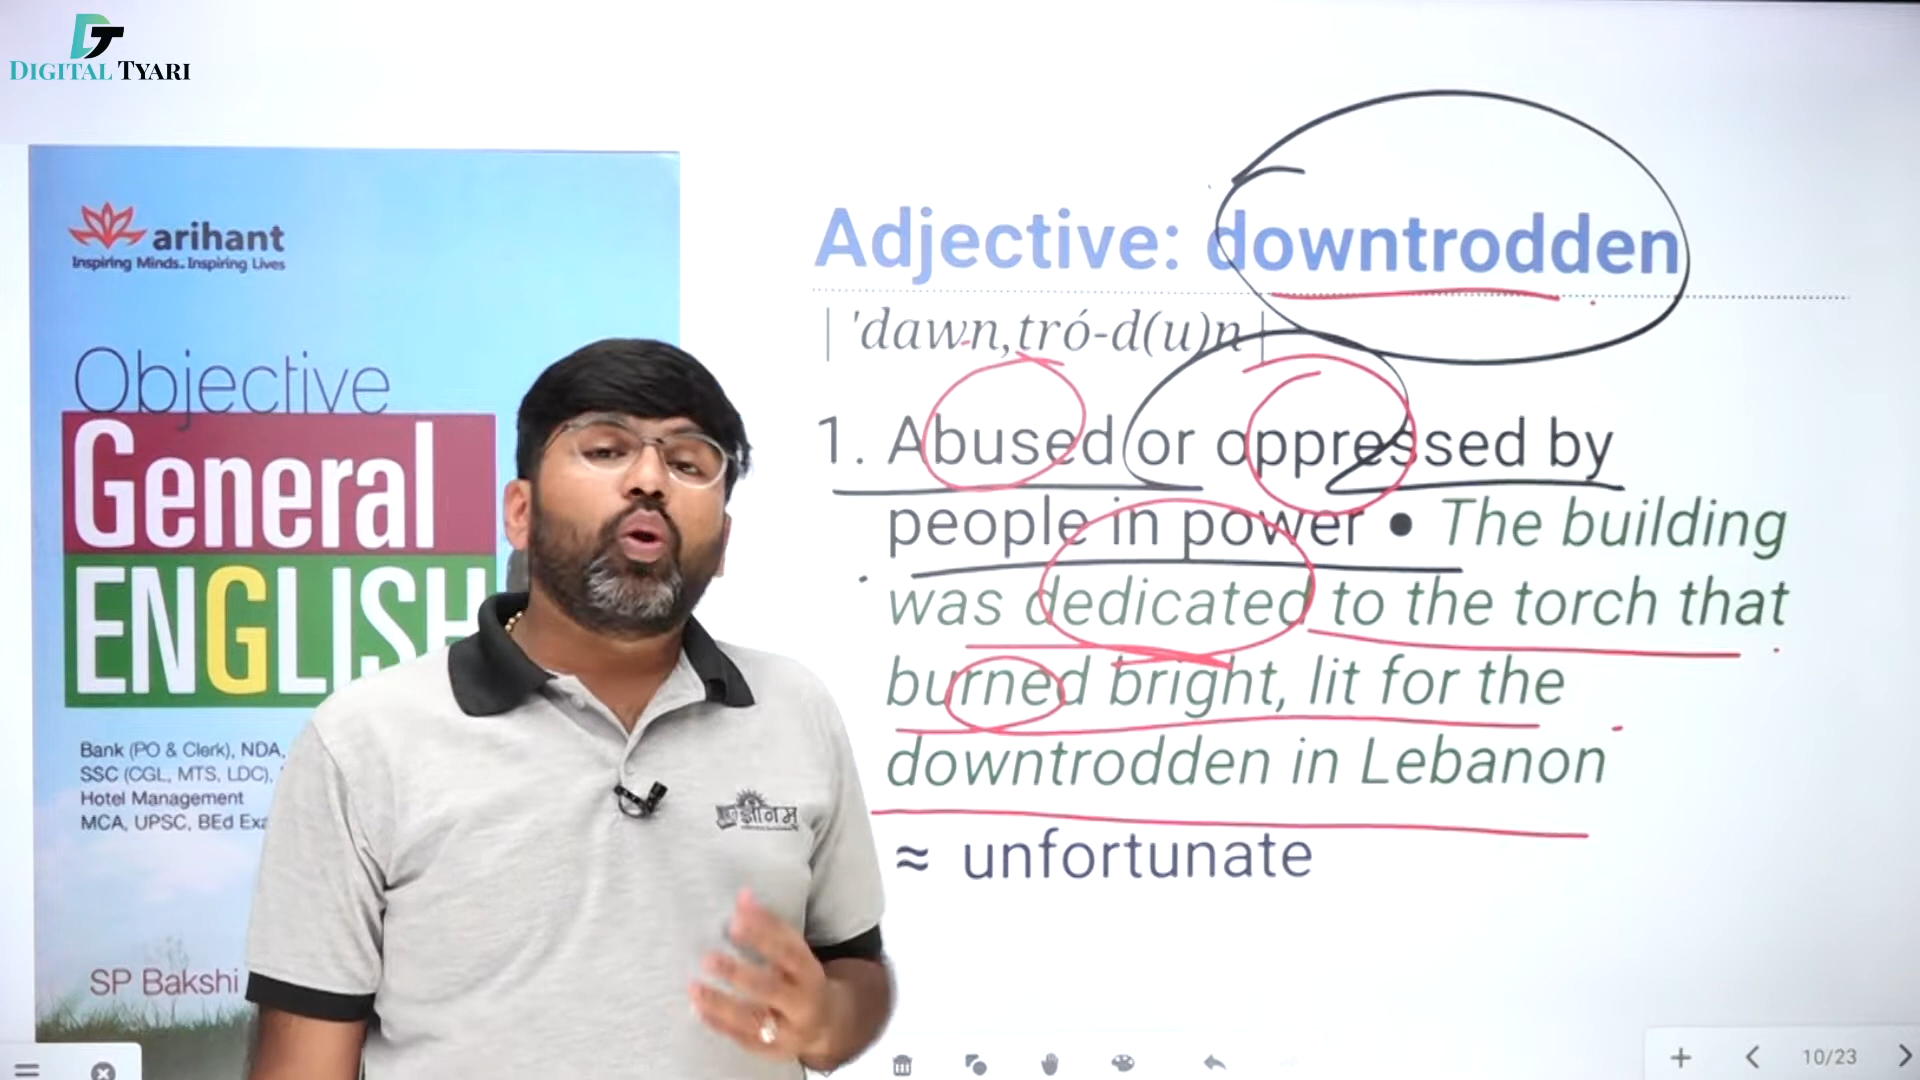 DIGITAL TYARI
arihant
Inspiring Minds. Inspiring Lives
Objective
General
ENGLISH
Bank (PO & Clerk), NDA,
SSC (CGL, MTS, LDC),
Hotel Management
MCA, UPSC, BEd
SP Bakshi
Adjective: downtrodden
| 'dawn,tró-d(u)n |
1. Abused or oppressed by
people in power • The building
was dedicated to the torch that
burned bright, lit for the
downtrodden in Lebanon
≈ unfortunate
ज्ञानम
10/23